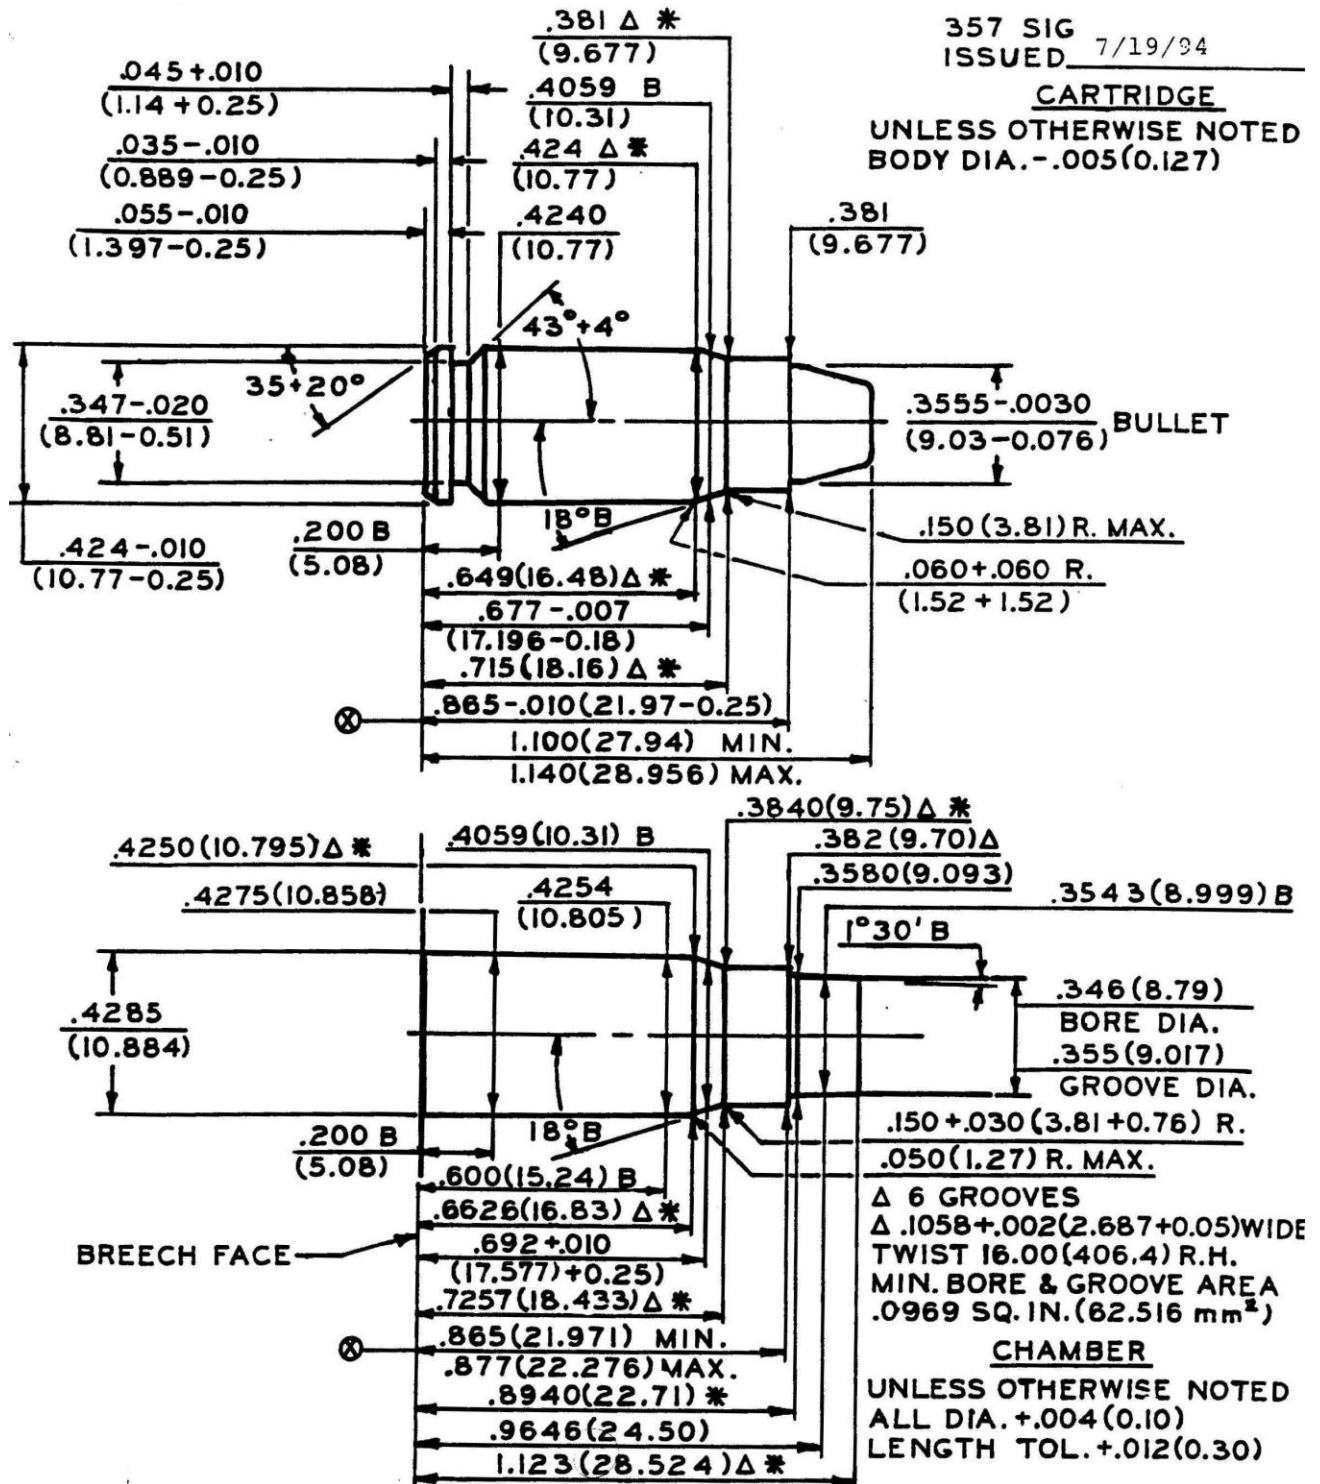 357 SIG
ISSUED 7/19/94
CARTRIDGE
UNLESS OTHERWISE NOTED
BODY DIA.-.005(0.127)
.381 Δ ✱
(9.677)
.045+.010
(1.14+0.25)
.4059 B
(10.31)
.035-.010
(0.889-0.25)
.424 Δ ✱
(10.77)
.055-.010
(1.397-0.25)
.4240
(10.77)
.381
(9.677)
43°+4°
35+20°
.347-.020
(8.81-0.51)
.3555-.0030
(9.03-0.076)
BULLET
18°B
.424-.010
(10.77-0.25)
.200 B
(5.08)
.150(3.81)R. MAX.
.060+.060 R.
(1.52+1.52)
.649(16.48)Δ ✱
.677-.007
(17.196-0.18)
.715(18.16)Δ ✱
Ⓧ
.865-.010(21.97-0.25)
1.100(27.94) MIN.
1.140(28.956) MAX.
.3840(9.75)Δ ✱
.4250(10.795)Δ ✱
.4059(10.31) B
.382(9.70)Δ
.3580(9.093)
.4275(10.858)
.4254
(10.805)
.3543(8.999)B
1°30'B
.4285
(10.884)
.346(8.79)
BORE DIA.
.355(9.017)
GROOVE DIA.
18°B
.200 B
(5.08)
.150+.030(3.81+0.76) R.
.050(1.27)R. MAX.
.600(15.24) B
.6626(16.83)Δ✱
BREECH FACE
.692+.010
(17.577)+0.25)
.7257(18.433)Δ ✱
Ⓧ
.865(21.971) MIN.
.877(22.276)MAX.
.8940(22.71)✱
.9646(24.50)
1.123(28.524)Δ✱
Δ 6 GROOVES
Δ .1058+.002(2.687+0.05)WIDE
TWIST 16.00(406.4) R.H.
MIN. BORE & GROOVE AREA
.0969 SQ. IN.(62.516 mm²)
CHAMBER
UNLESS OTHERWISE NOTED
ALL DIA.+.004(0.10)
LENGTH TOL.+.012(0.30)